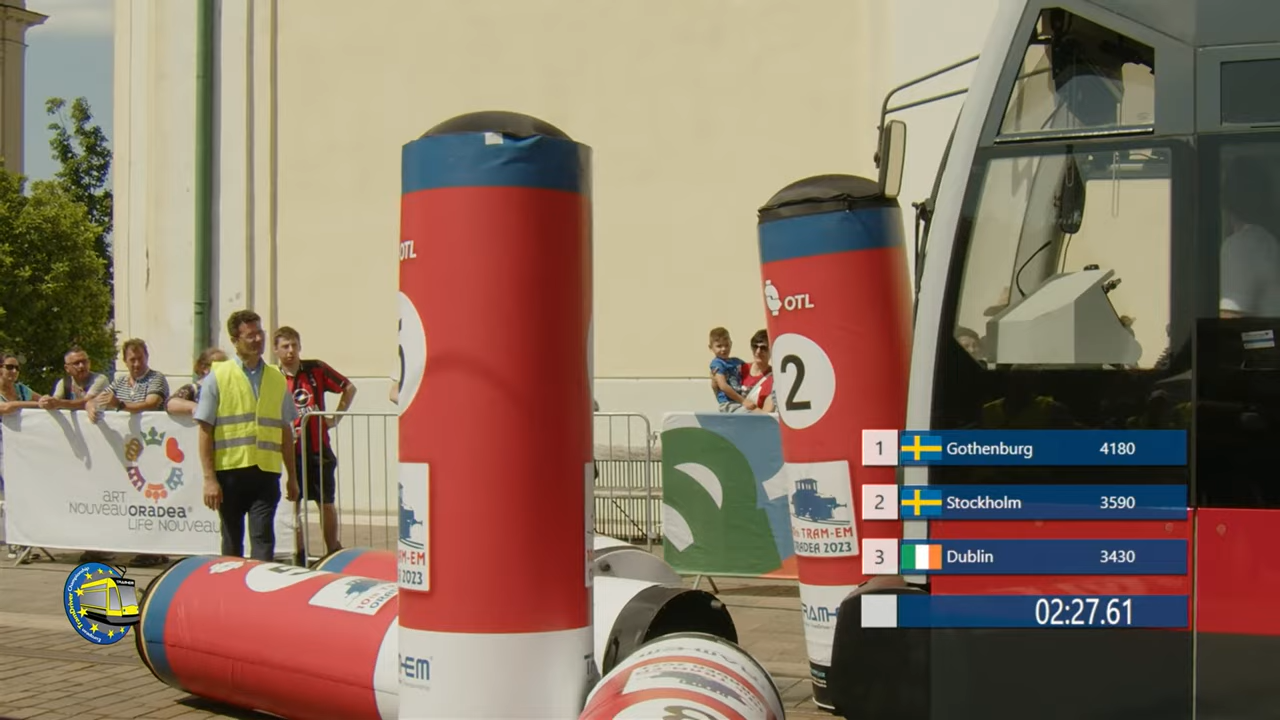 OTL
OTL
2
ART
NOUVEAU ORADEA®
LIFE NOUVEAU
TRAM-EM
ORADEA 2023
TRAM-EM
2023
1 Gothenburg 4180
2 Stockholm 3590
3 Dublin 3430
02:27.61